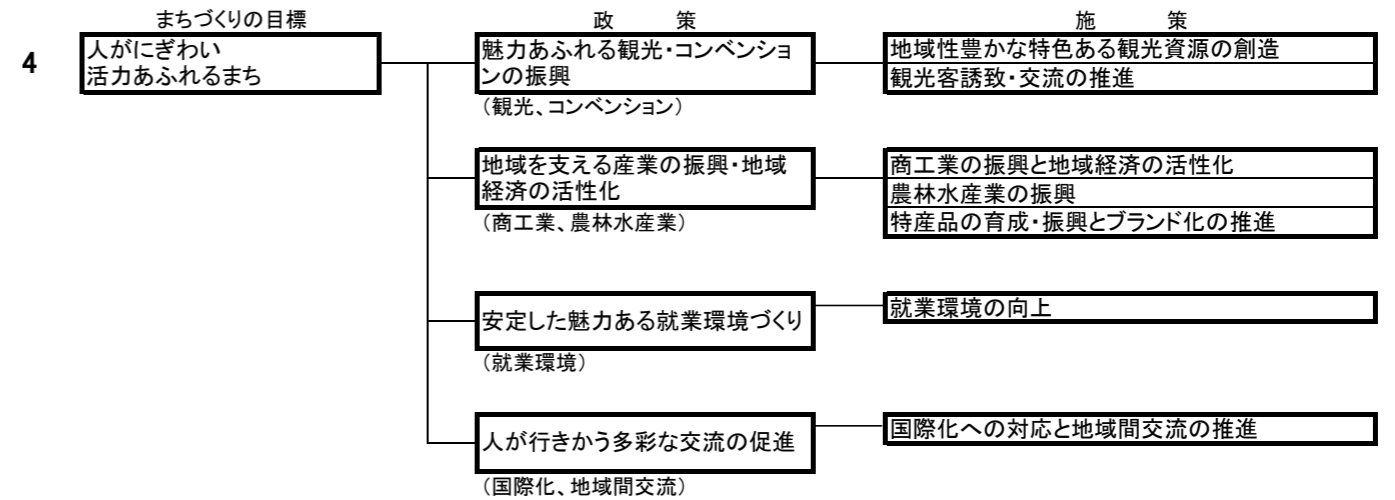 まちづくりの目標
政　　策
施　　策
4
人がにぎわい
活力あふれるまち
魅力あふれる観光・コンベンショ
ンの振興
（観光、コンベンション）
地域性豊かな特色ある観光資源の創造
観光客誘致・交流の推進
地域を支える産業の振興・地域
経済の活性化
（商工業、農林水産業）
商工業の振興と地域経済の活性化
農林水産業の振興
特産品の育成・振興とブランド化の推進
安定した魅力ある就業環境づくり
（就業環境）
就業環境の向上
人が行きかう多彩な交流の促進
（国際化、地域間交流）
国際化への対応と地域間交流の推進